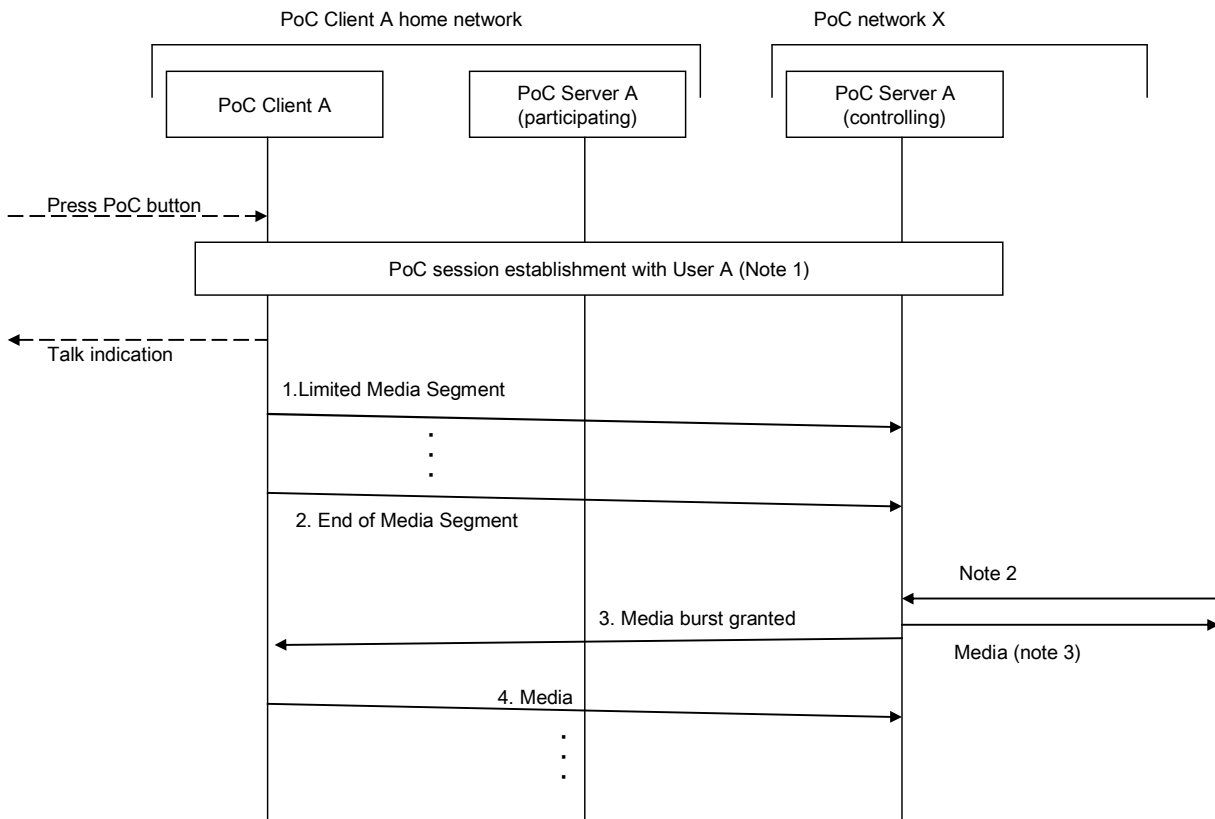 PoC Client A home network
PoC network X
PoC Client A
PoC Server A
(participating)
PoC Server A
(controlling)
Press PoC button
PoC session establishment with User A (Note 1)
Talk indication
1.Limited Media Segment
2. End of Media Segment
Note 2
3. Media burst granted
Media (note 3)
4. Media